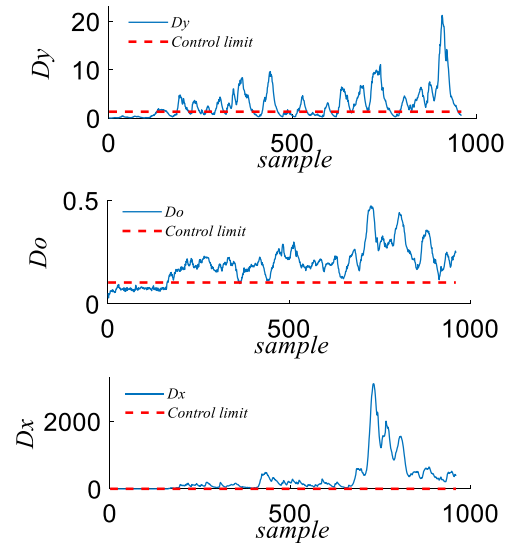 20
10
0
Dy
Dy
Control limit
0
500
1000
sample
0.5
0
Do
Do
Control limit
0
500
1000
sample
2000
0
Dx
Dx
Control limit
0
500
1000
sample